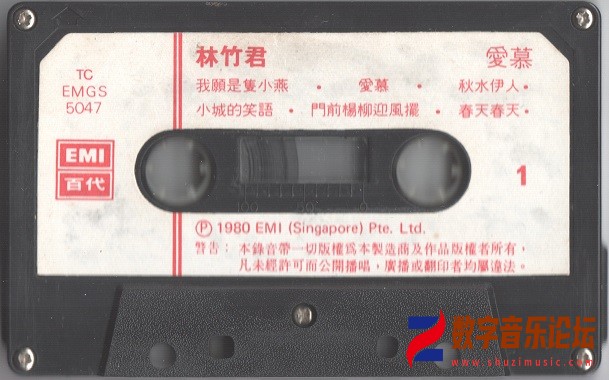 林竹君 愛慕
TC
EMGS
5047
我願是隻小燕 • 愛慕 • 秋水伊人 •
小城的笑語 • 門前楊柳迎風擺 • 春天春天 •
EMI
百代
1
100 50 0
Ⓟ 1980 EMI (Singapore) Pte. Ltd.
警告：本錄音帶一切版權爲本製造商及作品版權者所有，
凡未經許可而公開播唱，廣播或翻印者均屬違法。
数字音乐论坛
www.shuzimusic.com